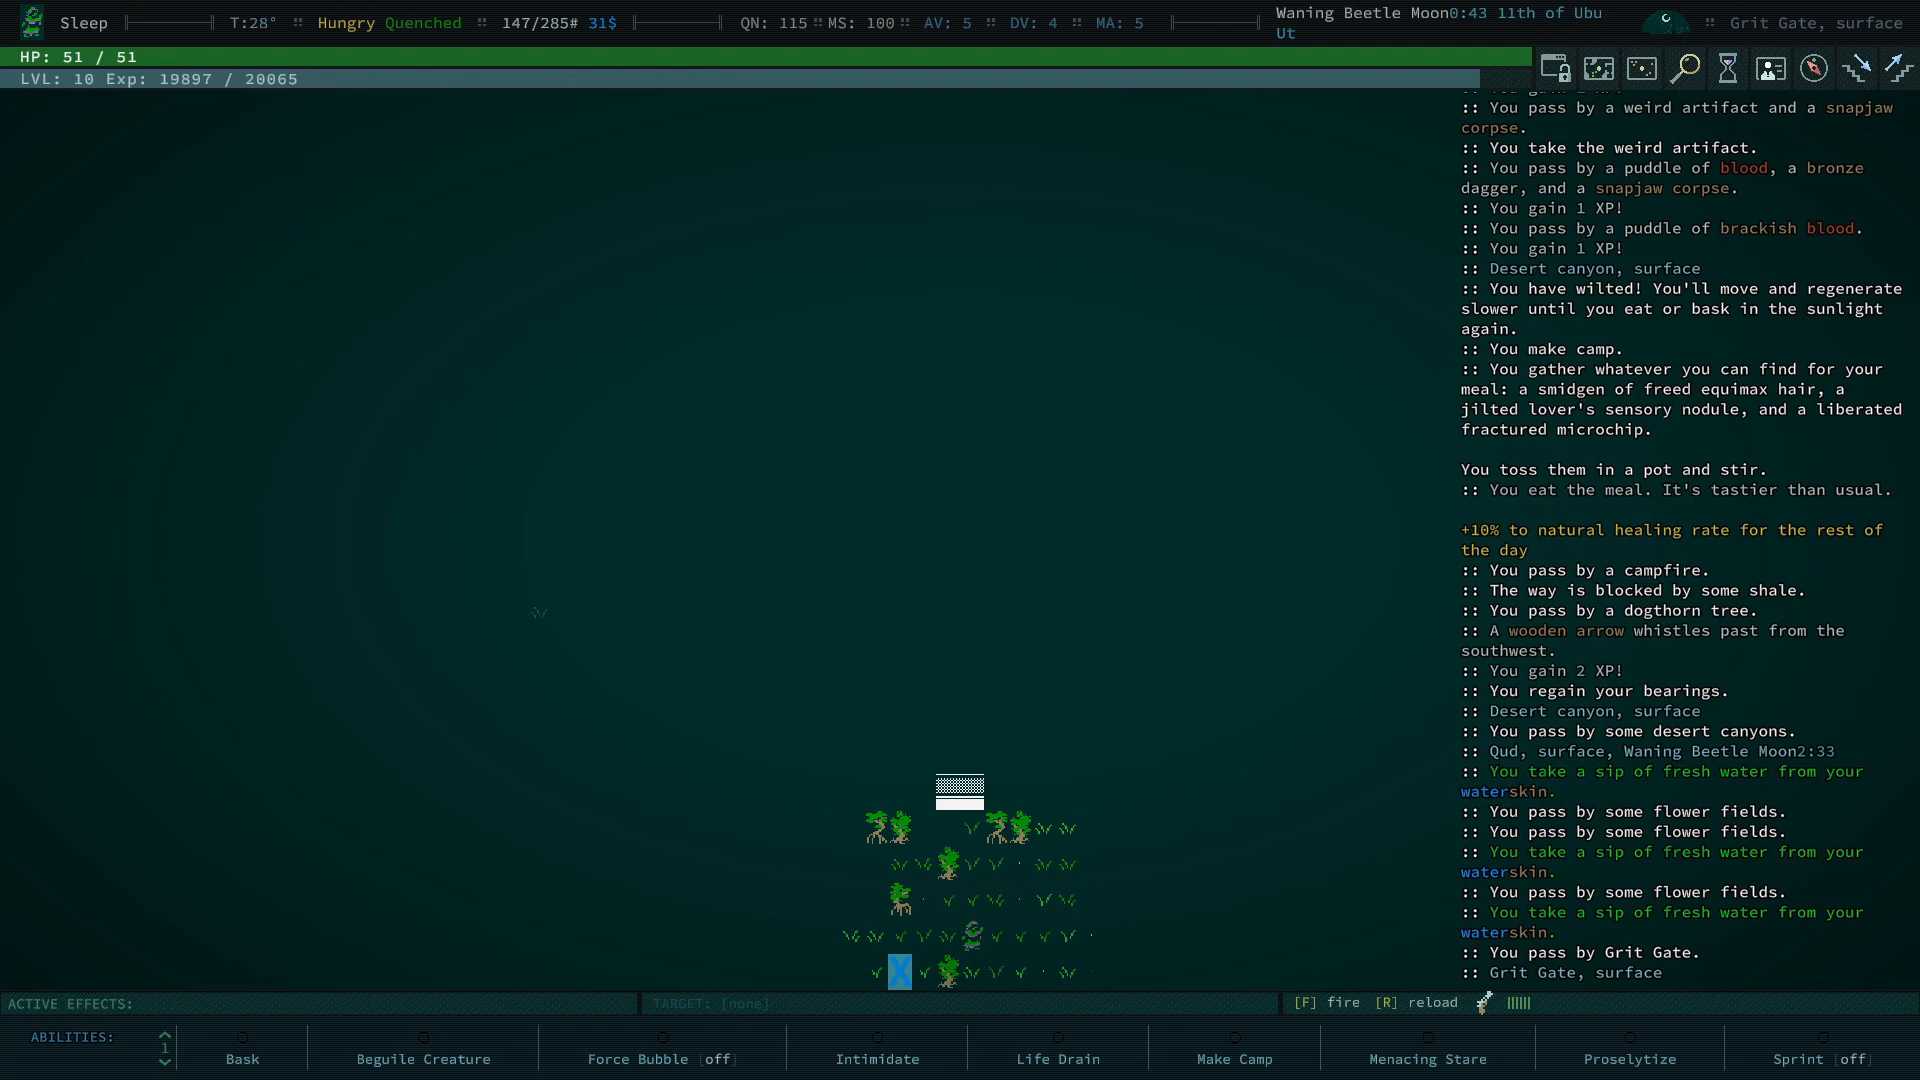 Sleep T:28° :: Hungry Quenched :: 147/285# 31$ QN: 115 :: MS: 100 :: AV: 5 :: DV: 4 :: MA: 5 Waning Beetle Moon0:43 11th of Ubu :: Grit Gate, surface
Ut
HP: 51 / 51
LVL: 10 Exp: 19897 / 20065
:: You pass by a weird artifact and a snapjaw
corpse.
:: You take the weird artifact.
:: You pass by a puddle of blood, a bronze
dagger, and a snapjaw corpse.
:: You gain 1 XP!
:: You pass by a puddle of brackish blood.
:: You gain 1 XP!
:: Desert canyon, surface
:: You have wilted! You'll move and regenerate
slower until you eat or bask in the sunlight
again.
:: You make camp.
:: You gather whatever you can find for your
meal: a smidgen of freed equimax hair, a
jilted lover's sensory nodule, and a liberated
fractured microchip.
You toss them in a pot and stir.
:: You eat the meal. It's tastier than usual.
+10% to natural healing rate for the rest of
the day
:: You pass by a campfire.
:: The way is blocked by some shale.
:: You pass by a dogthorn tree.
:: A wooden arrow whistles past from the
southwest.
:: You gain 2 XP!
:: You regain your bearings.
:: Desert canyon, surface
:: You pass by some desert canyons.
:: Qud, surface, Waning Beetle Moon2:33
:: You take a sip of fresh water from your
waterskin.
:: You pass by some flower fields.
:: You pass by some flower fields.
:: You take a sip of fresh water from your
waterskin.
:: You pass by some flower fields.
:: You take a sip of fresh water from your
waterskin.
:: You pass by Grit Gate.
:: Grit Gate, surface
X
ACTIVE EFFECTS: TARGET: [none] [F] fire [R] reload
ABILITIES: 1 Bask Beguile Creature Force Bubble [off] Intimidate Life Drain Make Camp Menacing Stare Proselytize Sprint [off]